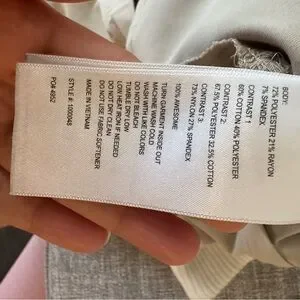 BODY:
72% POLYESTER 21% RAYON
7% SPANDEX
CONTRAST 1:
60% COTTON 40% POLYESTER
CONTRAST 2:
67.5% POLYESTER 32.5% COTTON
CONTRAST 3:
73% NYLON 27% SPANDEX
100% AWESOME
TURN GARMENT INSIDE OUT
MACHINE WASH COLD
WASH WITH LIKE COLORS
DO NOT BLEACH
TUMBLE DRY LOW
LOW HEAT IRON IF NEEDED
DO NOT DRY CLEAN
DO NOT USE FABRIC SOFTENER
MADE IN VIETNAM
STYLE #: 1000048
PO# 4952